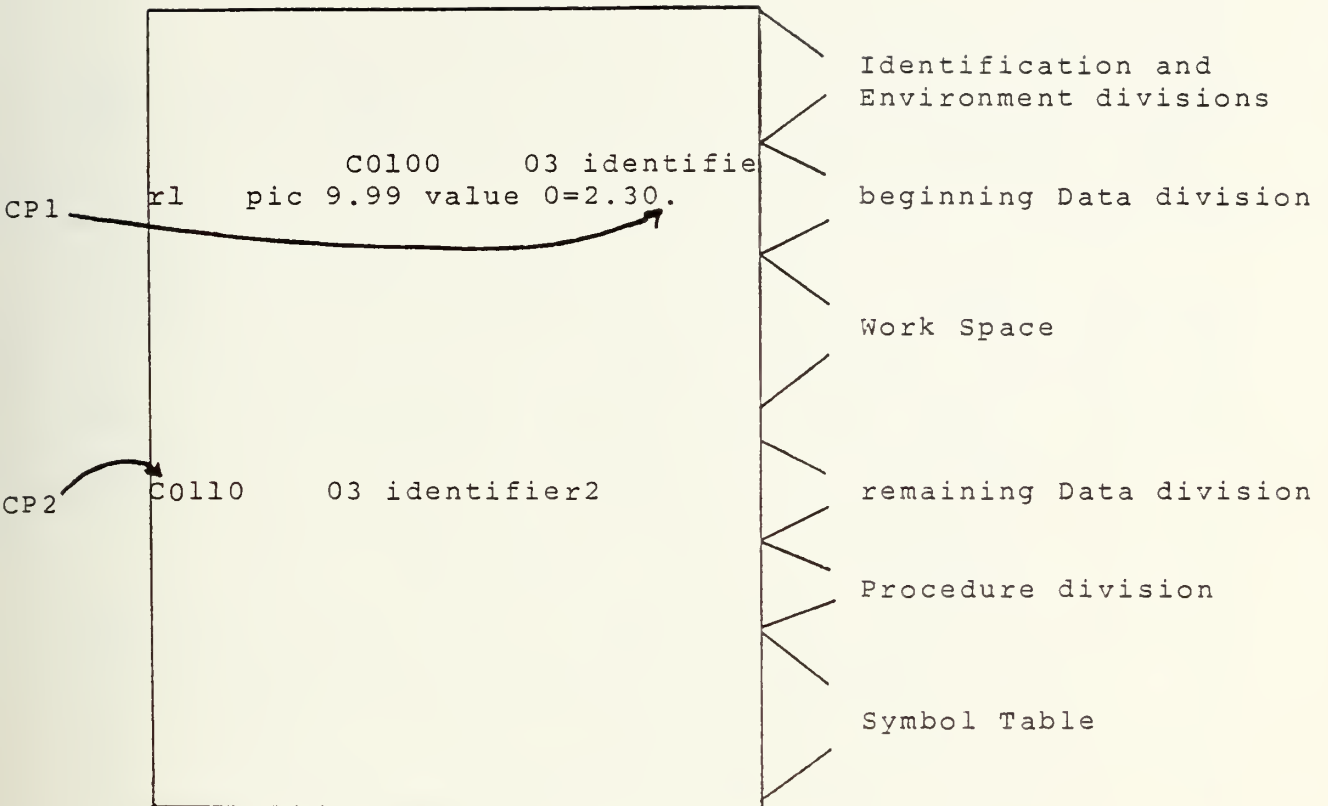 Identification and
Environment divisions
C0100 03 identifie
r1 pic 9.99 value 0=2.30.
CP1
beginning Data division
Work Space
C0110 03 identifier2
CP2
remaining Data division
Procedure division
Symbol Table